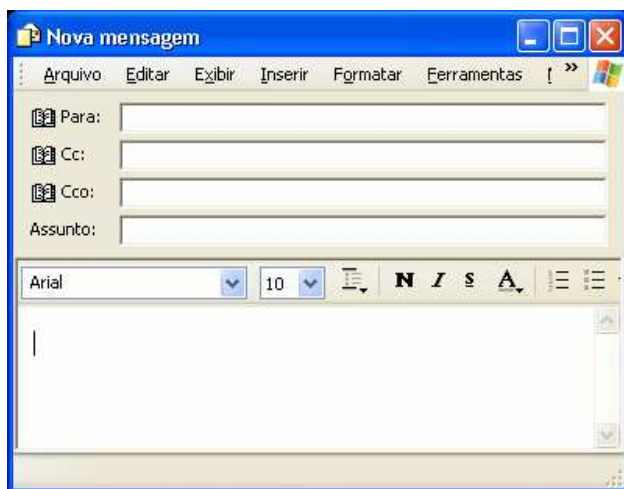 Nova mensagem
Arquivo Editar Exibir Inserir Formatar Ferramentas »
Para:
Cc:
Cco:
Assunto:
Arial 10 N I S A